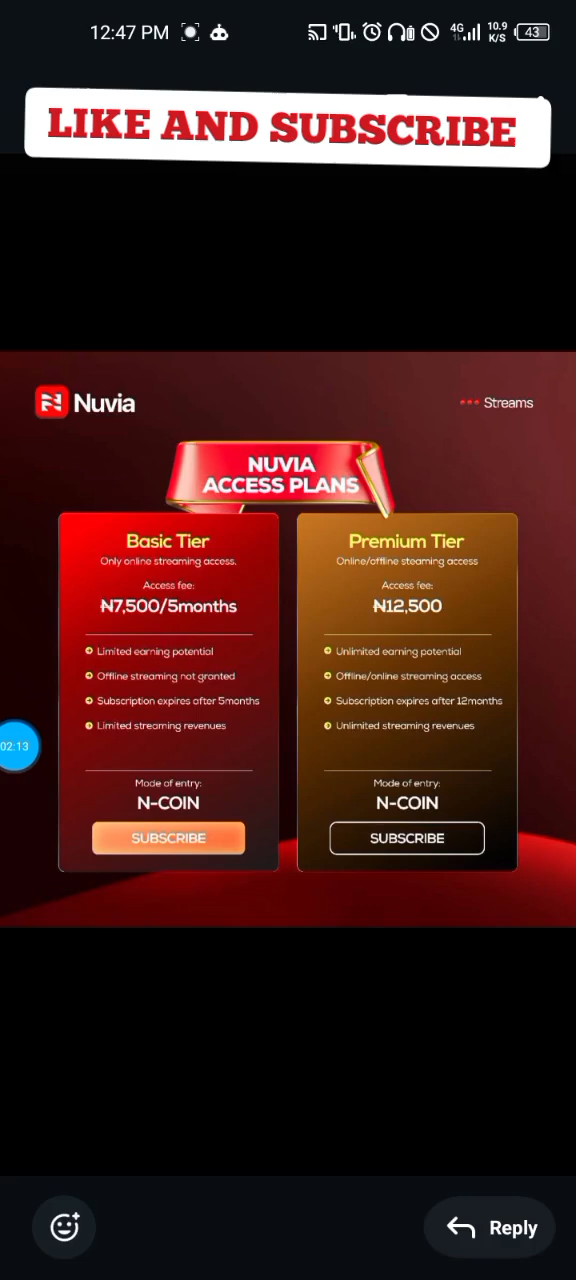 12:47 PM
4G
10.9
K/S
43
LIKE AND SUBSCRIBE
Nuvia
Streams
NUVIA
ACCESS PLANS
Basic Tier
Only online streaming access.
Access fee:
₦7,500/5months
Limited earning potential
Offline streaming not granted
Subscription expires after 5months
Limited streaming revenues
Mode of entry:
N-COIN
SUBSCRIBE
Premium Tier
Online/offline steaming access
Access fee:
₦12,500
Unlimited earning potential
Offline/online streaming access
Subscription expires after 12months
Unlimited streaming revenues
Mode of entry:
N-COIN
SUBSCRIBE
02:13
Reply